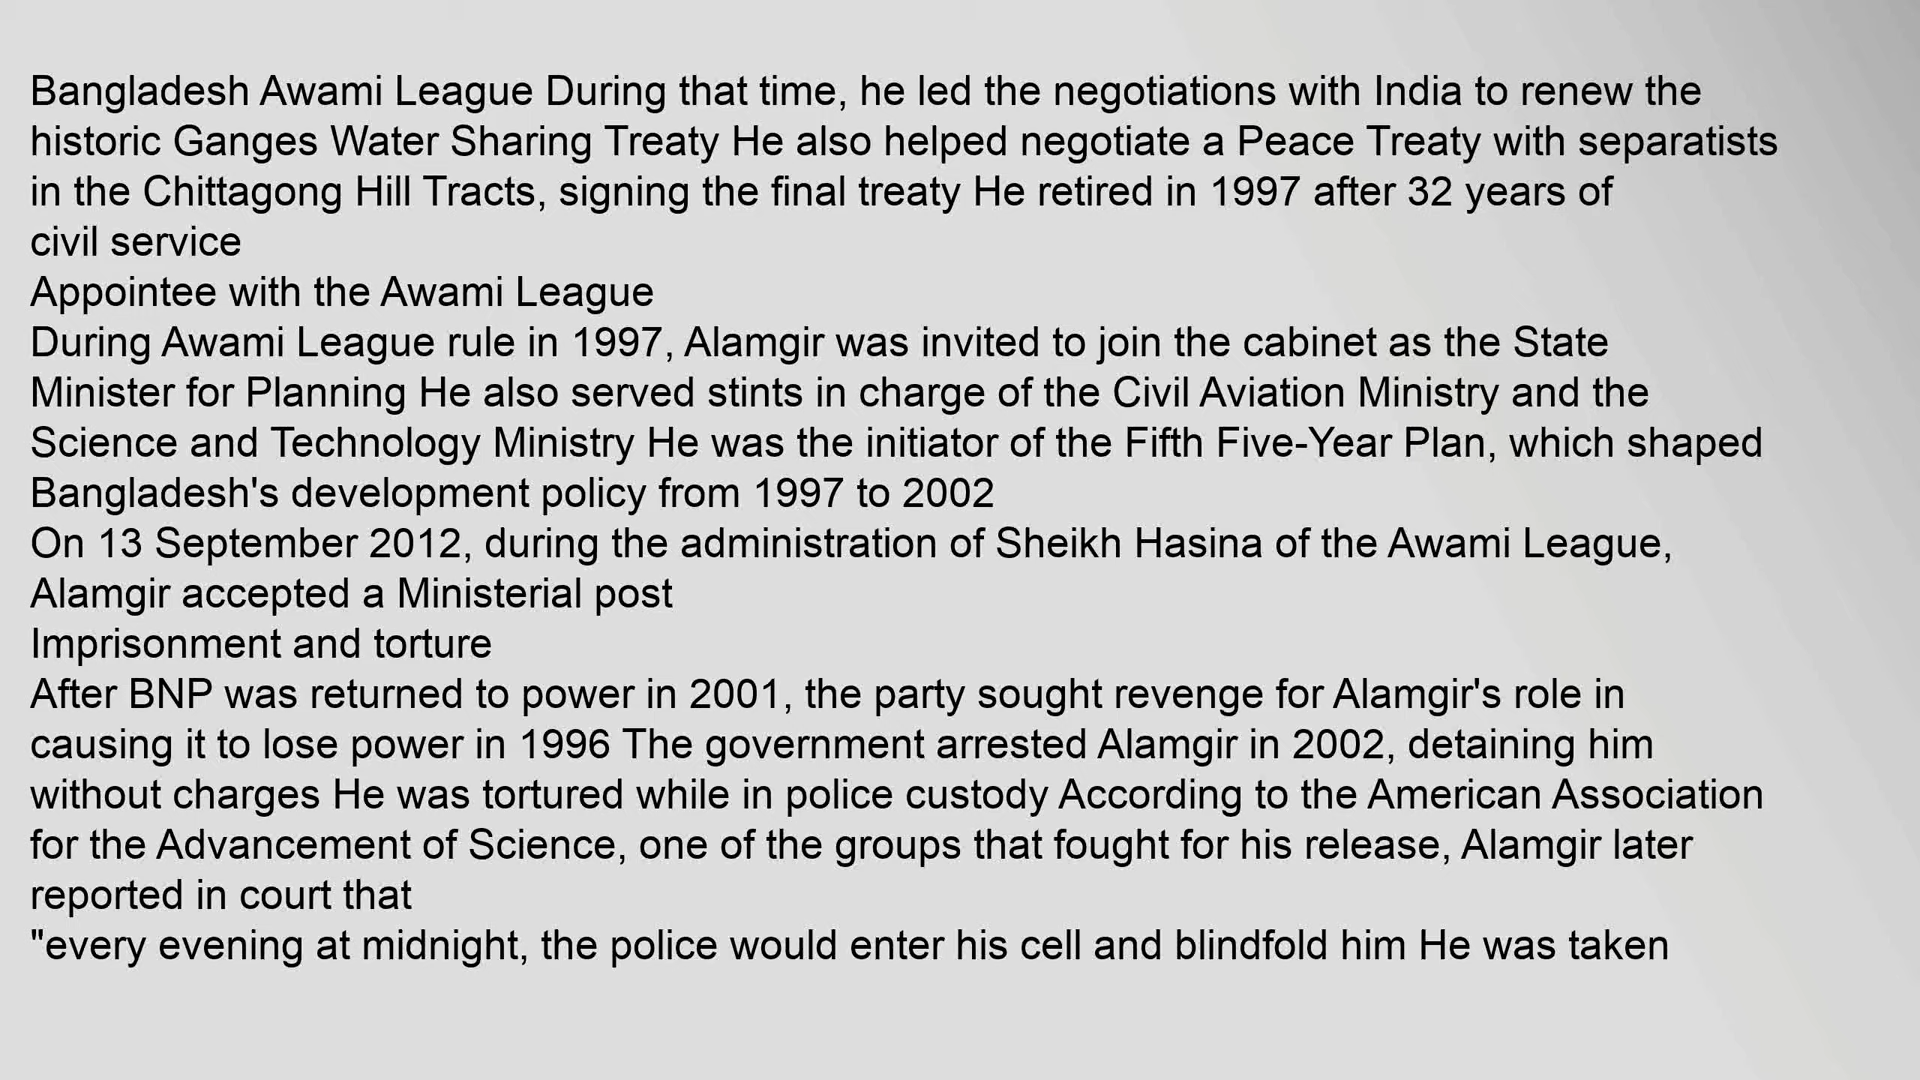 Bangladesh Awami League During that time, he led the negotiations with India to renew the
historic Ganges Water Sharing Treaty He also helped negotiate a Peace Treaty with separatists
in the Chittagong Hill Tracts, signing the final treaty He retired in 1997 after 32 years of
civil service
Appointee with the Awami League
During Awami League rule in 1997, Alamgir was invited to join the cabinet as the State
Minister for Planning He also served stints in charge of the Civil Aviation Ministry and the
Science and Technology Ministry He was the initiator of the Fifth Five-Year Plan, which shaped
Bangladesh's development policy from 1997 to 2002
On 13 September 2012, during the administration of Sheikh Hasina of the Awami League,
Alamgir accepted a Ministerial post
Imprisonment and torture
After BNP was returned to power in 2001, the party sought revenge for Alamgir's role in
causing it to lose power in 1996 The government arrested Alamgir in 2002, detaining him
without charges He was tortured while in police custody According to the American Association
for the Advancement of Science, one of the groups that fought for his release, Alamgir later
reported in court that
"every evening at midnight, the police would enter his cell and blindfold him He was taken